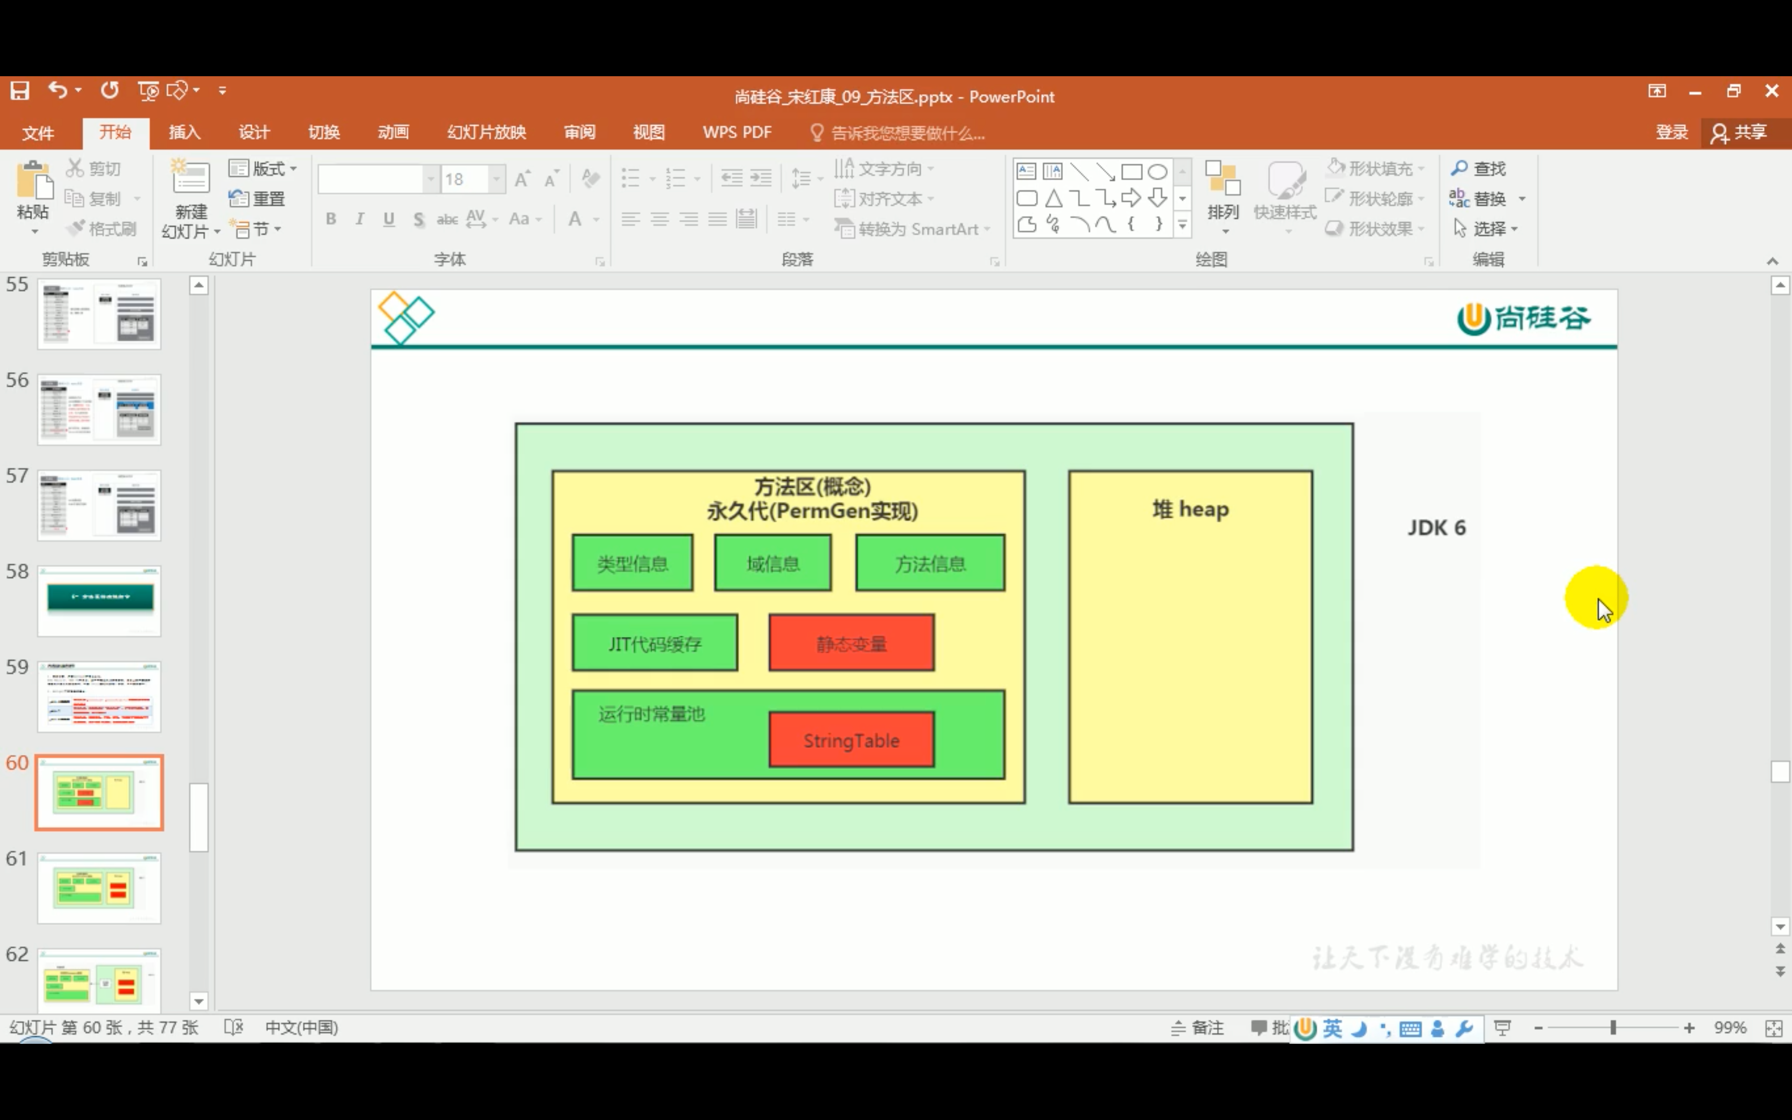 尚硅谷_宋红康_09_方法区.pptx - PowerPoint
文件 开始 插入 设计 切换 动画 幻灯片放映 审阅 视图 WPS PDF 告诉我您想要做什么... 登录 共享
粘贴 剪切 复制 格式刷 剪贴板
新建 幻灯片 版式 重置 节 幻灯片
18
B I U S abc AV Aa A
字体
文字方向 对齐文本 转换为 SmartArt
段落
排列 快速样式 形状填充 形状轮廓 形状效果
绘图
查找 替换 选择
编辑
55
56
57
58
59
60
61
62
尚硅谷
方法区(概念)
永久代(PermGen实现)
类型信息 域信息 方法信息
JIT代码缓存 静态变量
运行时常量池
StringTable
堆 heap
JDK 6
让天下没有难学的技术
幻灯片 第 60 张，共 77 张 中文(中国) 备注 批 英 99%